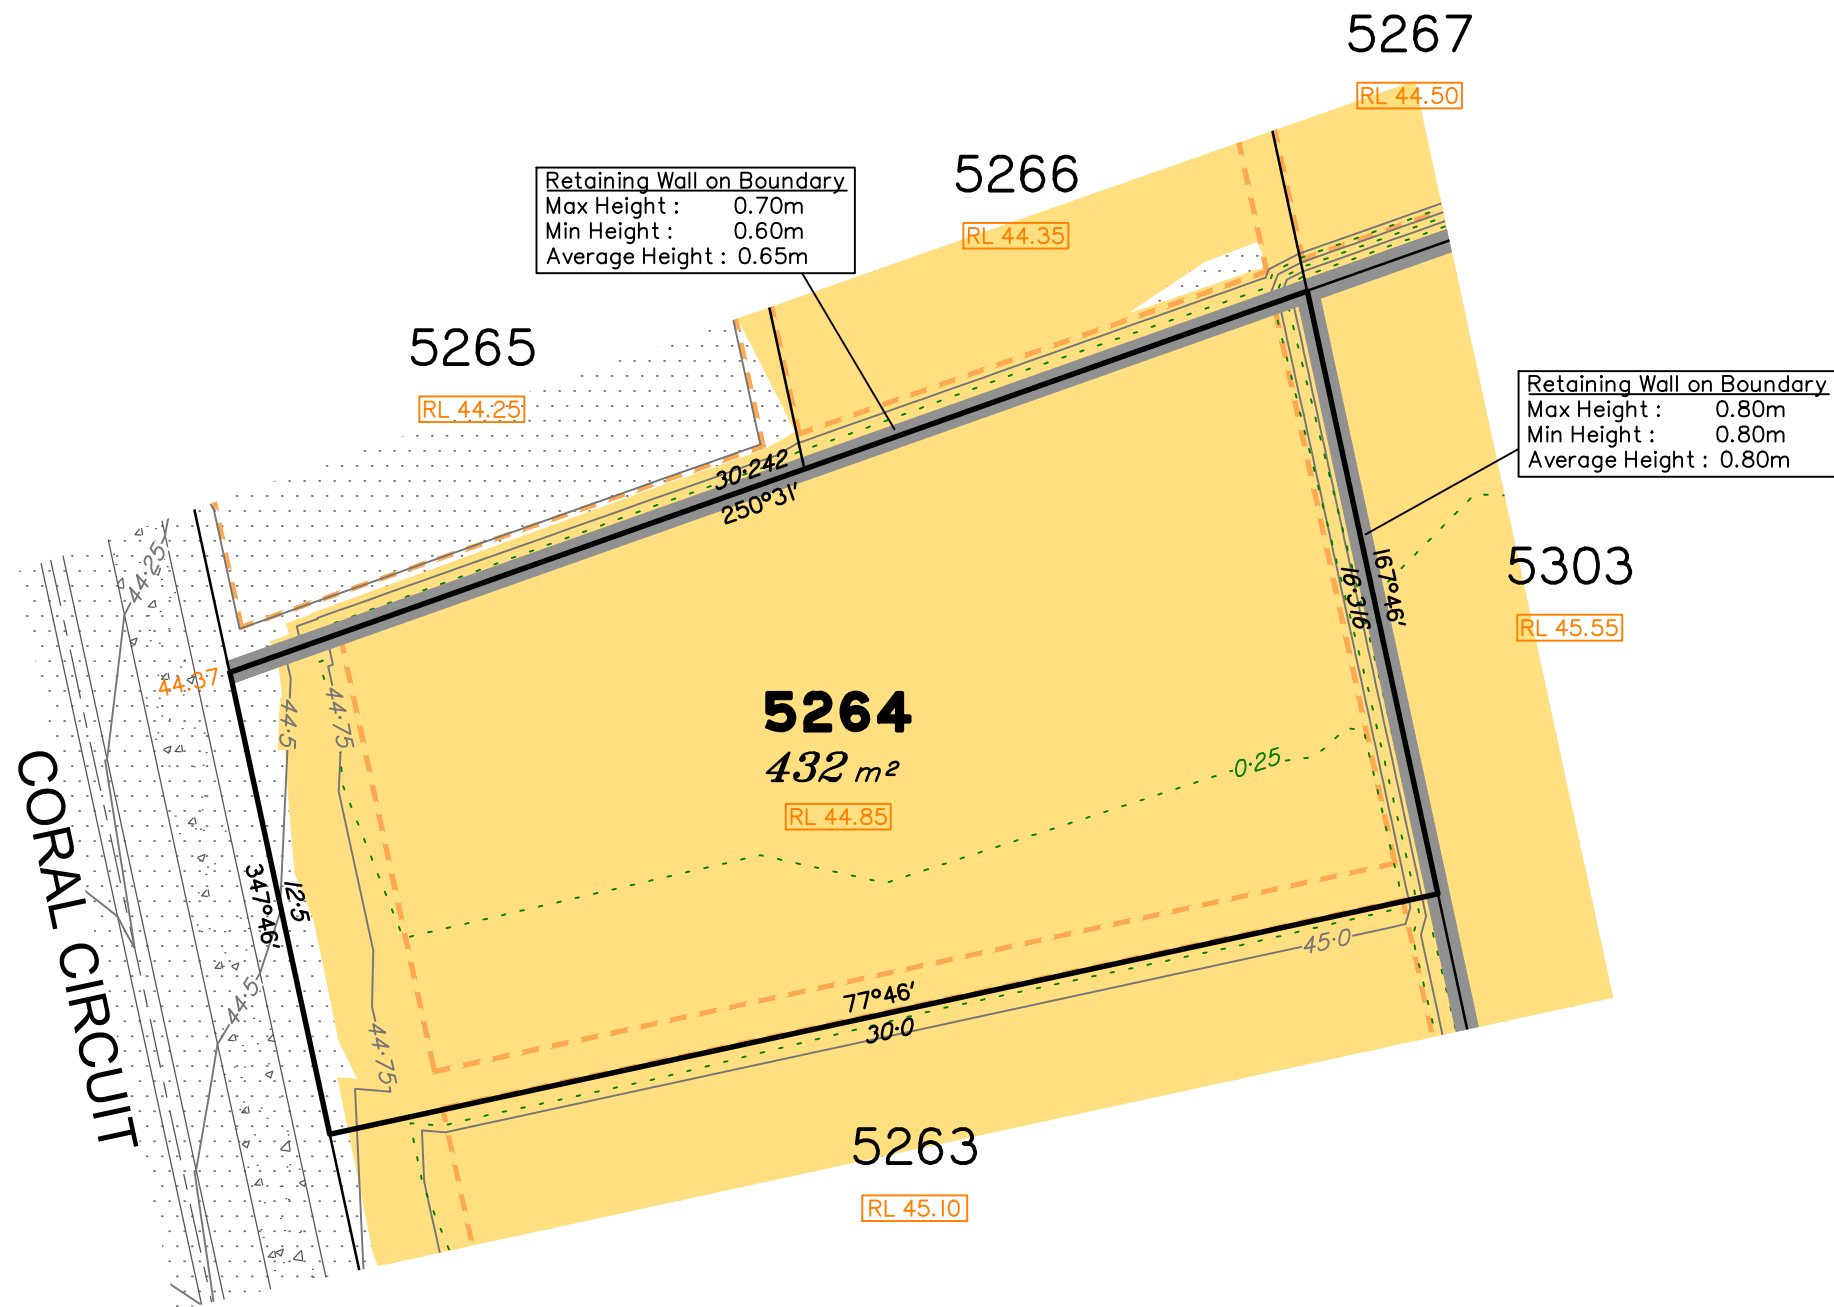 5267
RL 44.50
5266
RL 44.35
Retaining Wall on Boundary
Max Height : 0.70m
Min Height : 0.60m
Average Height : 0.65m
5265
RL 44.25
Retaining Wall on Boundary
Max Height : 0.80m
Min Height : 0.80m
Average Height : 0.80m
30·242
250°31'
44·25
167°46'
16·316
5303
RL 45.55
44.37
44·5
44·75
5264
432 m²
RL 44.85
0·25
CORAL CIRCUIT
347°46'
12·5
44·5
44·75
45·0
77°46'
30·0
5263
RL 45.10